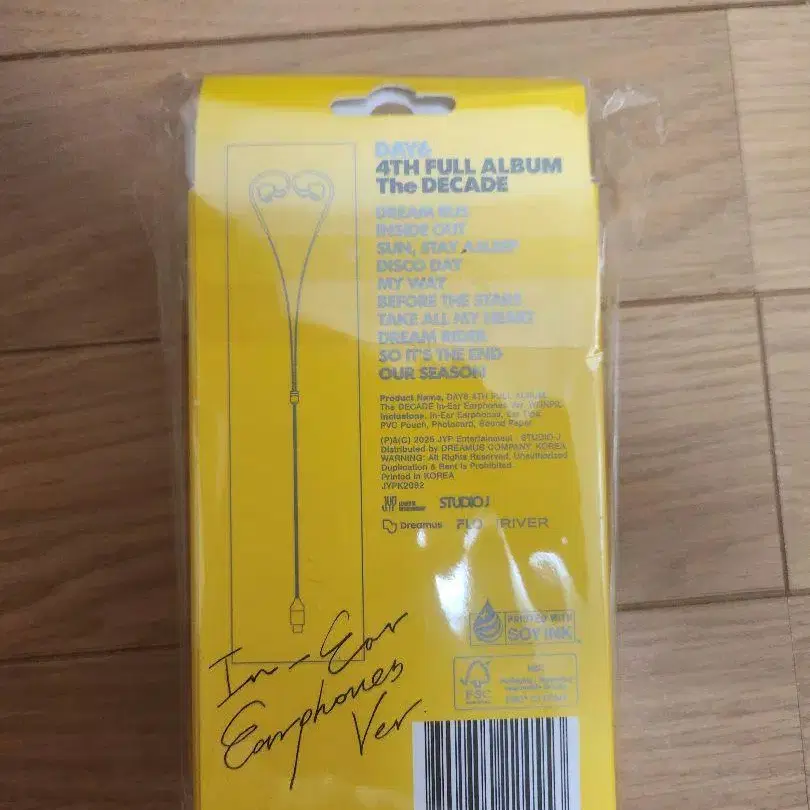 DAY6
4TH FULL ALBUM
The DECADE
DREAM BUS
INSIDE OUT
SUN, STAY ASLEEP
DISCO DAY
MY WAY
BEFORE THE STARS
TAKE ALL MY HEART
DREAM RIDER
SO IT'S THE END
OUR SEASON
Product Name. DAY6 4TH FULL ALBUM
The DECADE In-Ear Earphones Ver.
Inclusions. In-Ear Earphones, Ear Tips,
PVC Pouch, Photocard, Bound Paper
(P)&(C) 2025 JYP Entertainment / STUDIO J
Distributed by DREAMUS COMPANY. KOREA
WARNING: All Rights Reserved. Unauthorized
Duplication & Rent is Prohibited.
Printed in KOREA
JYPK2092
STUDIO J
Dreamus FLO IRIVER
In-Ear
Earphones
Ver.
PRINTED WITH
SOY INK
FSC